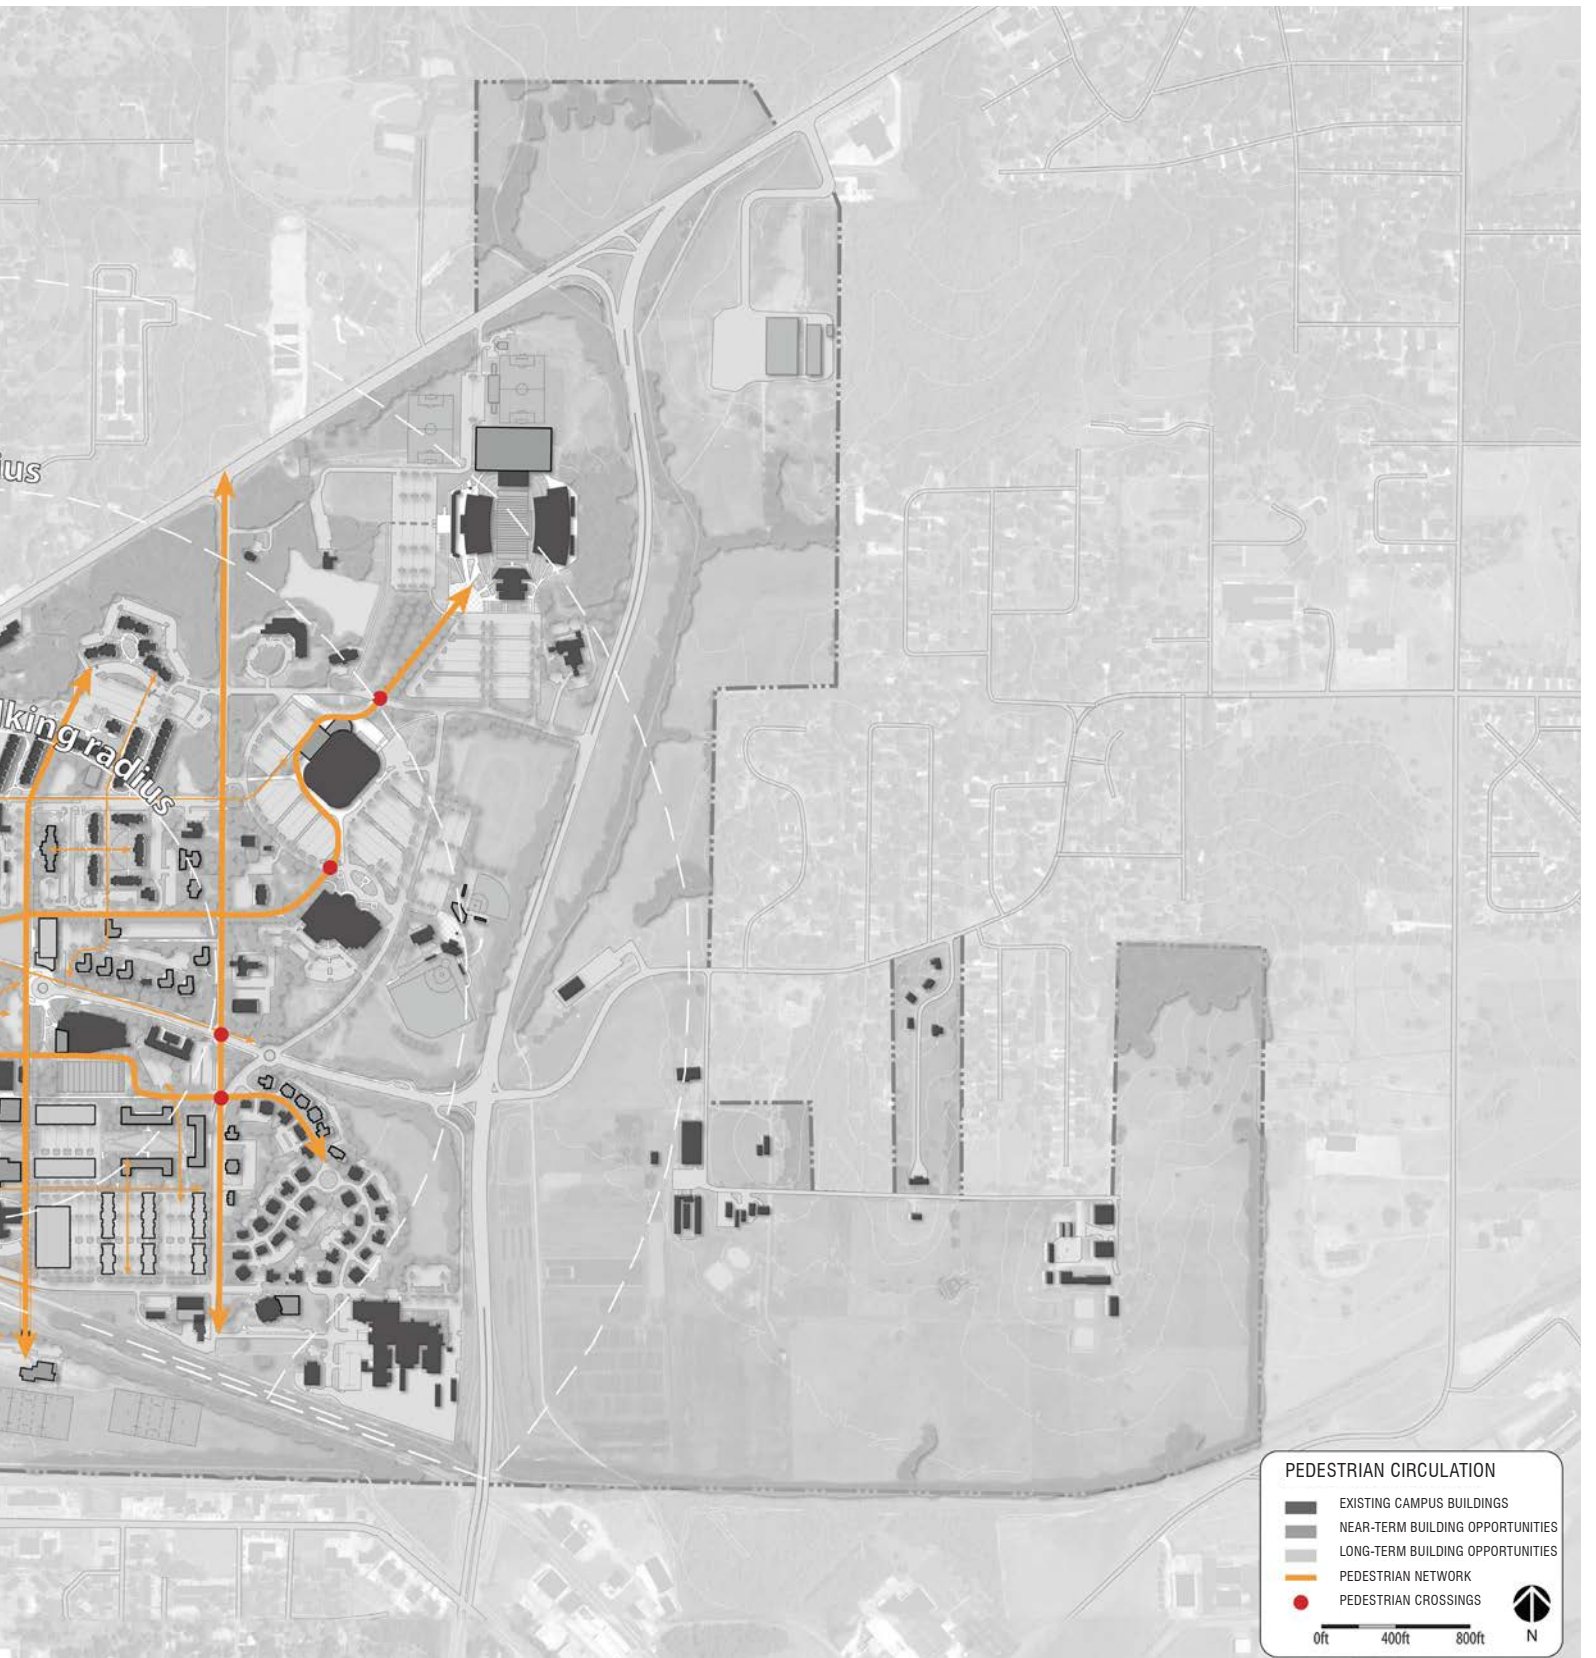 ius
lking radius
PEDESTRIAN CIRCULATION
EXISTING CAMPUS BUILDINGS
NEAR-TERM BUILDING OPPORTUNITIES
LONG-TERM BUILDING OPPORTUNITIES
PEDESTRIAN NETWORK
PEDESTRIAN CROSSINGS
0ft 400ft 800ft N